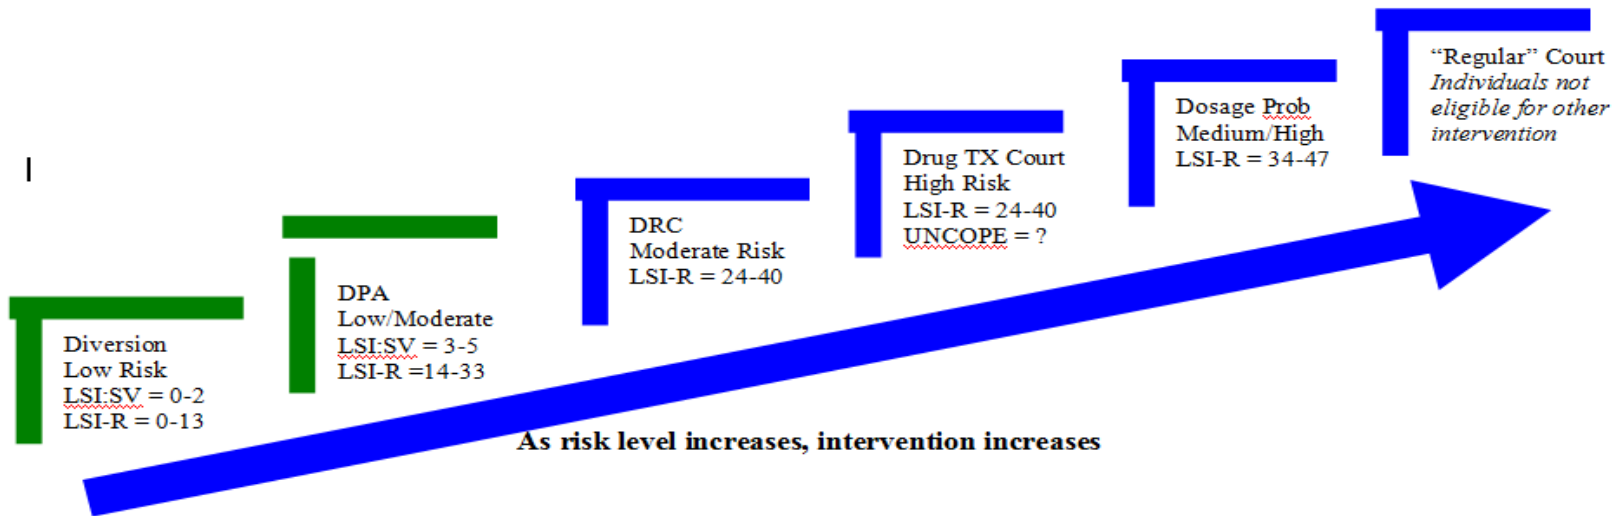 Diversion
Low Risk
LSI:SV = 0-2
LSI-R = 0-13
DPA
Low/Moderate
LSI:SV = 3-5
LSI-R =14-33
DRC
Moderate Risk
LSI-R = 24-40
Drug TX Court
High Risk
LSI-R = 24-40
UNCOPE = ?
Dosage Prob
Medium/High
LSI-R = 34-47
“Regular” Court
Individuals not
eligible for other
intervention
As risk level increases, intervention increases